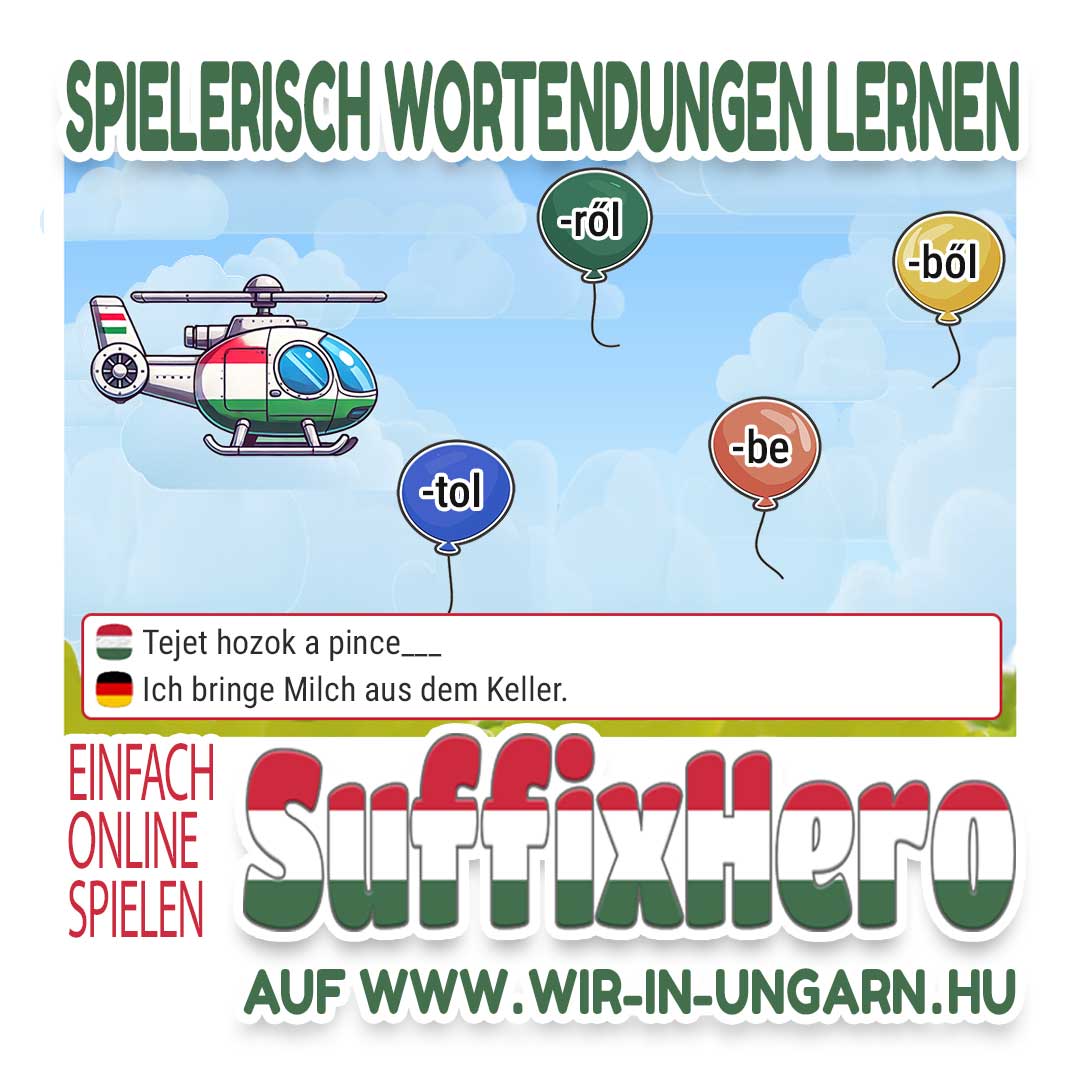 SPIELERISCH WORTENDUNGEN LERNEN
-ről
-ből
-be
-tol
Tejet hozok a pince___
Ich bringe Milch aus dem Keller.
EINFACH
ONLINE
SPIELEN
SuffixHero
AUF WWW.WIR-IN-UNGARN.HU